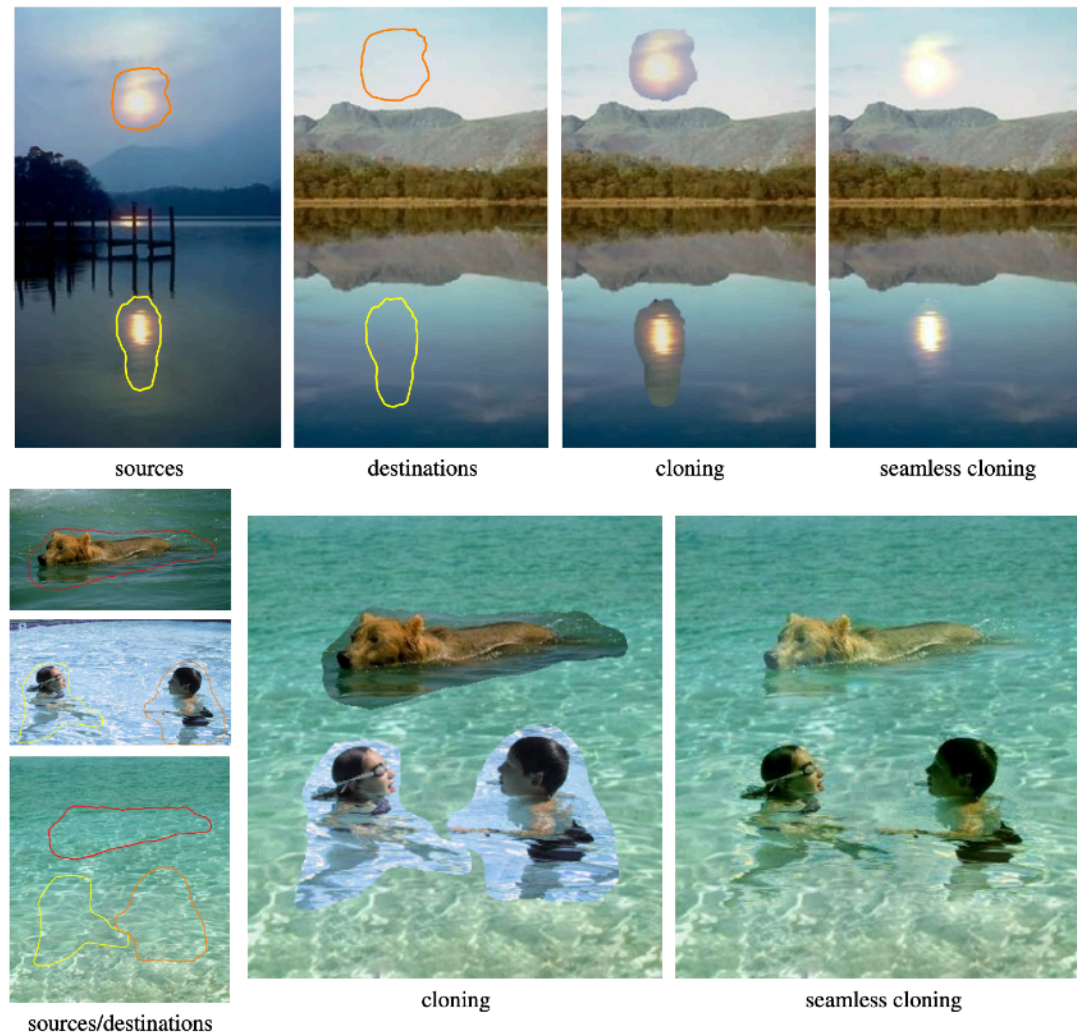 sources
destinations
cloning
seamless cloning
cloning
seamless cloning
sources/destinations